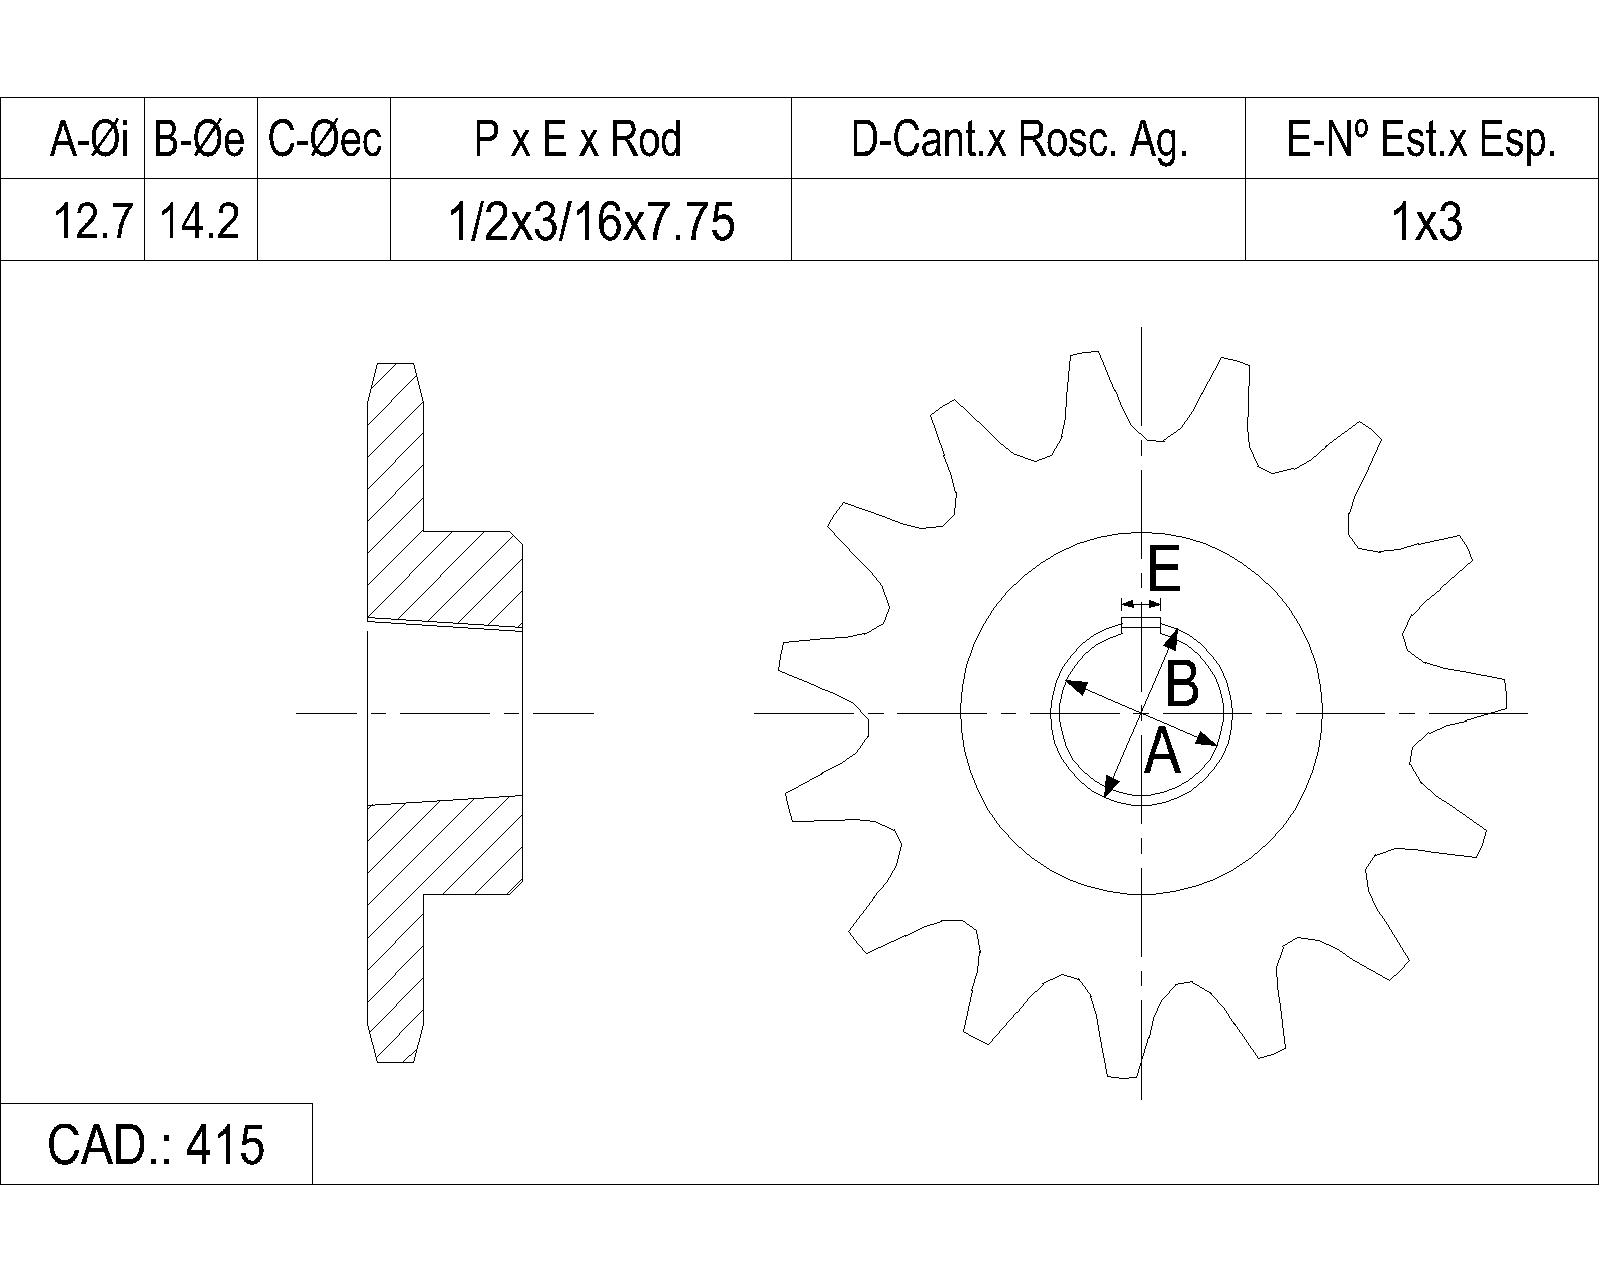 A-Øi B-Øe C-Øec P x E x Rod D-Cant.x Rosc. Ag. E-Nº Est.x Esp.
12.7 14.2 1/2x3/16x7.75 1x3
E
B
A
CAD.: 415